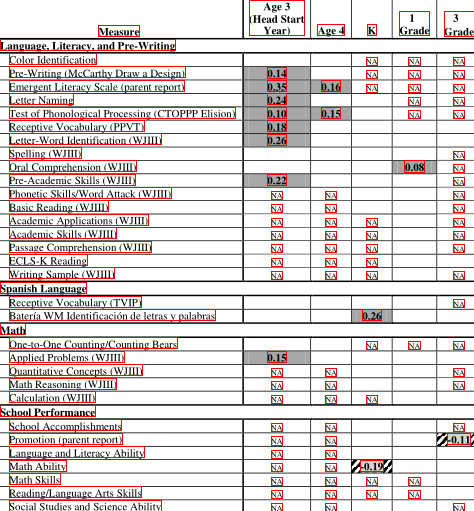 Age 3
(Head Start
Year)
Measure Age 4 K 1 Grade 3 Grade
Language, Literacy, and Pre-Writing
Color Identification NA NA NA
Pre-Writing (McCarthy Draw a Design) 0.14 NA NA NA
Emergent Literacy Scale (parent report) 0.35 0.16 NA NA NA
Letter Naming 0.24 NA NA
Test of Phonological Processing (CTOPPP Elision) 0.10 0.15 NA NA
Receptive Vocabulary (PPVT) 0.18
Letter-Word Identification (WJIII) 0.26
Spelling (WJIII) NA
Oral Comprehension (WJIII) 0.08 NA
Pre-Academic Skills (WJIII) 0.22 NA
Phonetic Skills/Word Attack (WJIII) NA NA NA
Basic Reading (WJIII) NA NA NA
Academic Applications (WJIII) NA NA NA NA
Academic Skills (WJIII) NA NA NA NA
Passage Comprehension (WJIII) NA NA NA NA
ECLS-K Reading NA NA NA
Writing Sample (WJIII) NA NA NA NA
Spanish Language
Receptive Vocabulary (TVIP) NA
Batería WM Identificación de letras y palabras 0.26
Math
One-to-One Counting/Counting Bears NA NA NA
Applied Problems (WJIII) 0.15
Quantitative Concepts (WJIII) NA NA NA
Math Reasoning (WJIII) NA NA NA
Calculation (WJIII) NA NA NA
School Performance
School Accomplishments NA NA NA
Promotion (parent report) NA NA -0.11
Language and Literacy Ability NA NA
Math Ability NA NA -0.19
Math Skills NA NA NA NA
Reading/Language Arts Skills NA NA NA NA
Social Studies and Science Ability NA NA NA